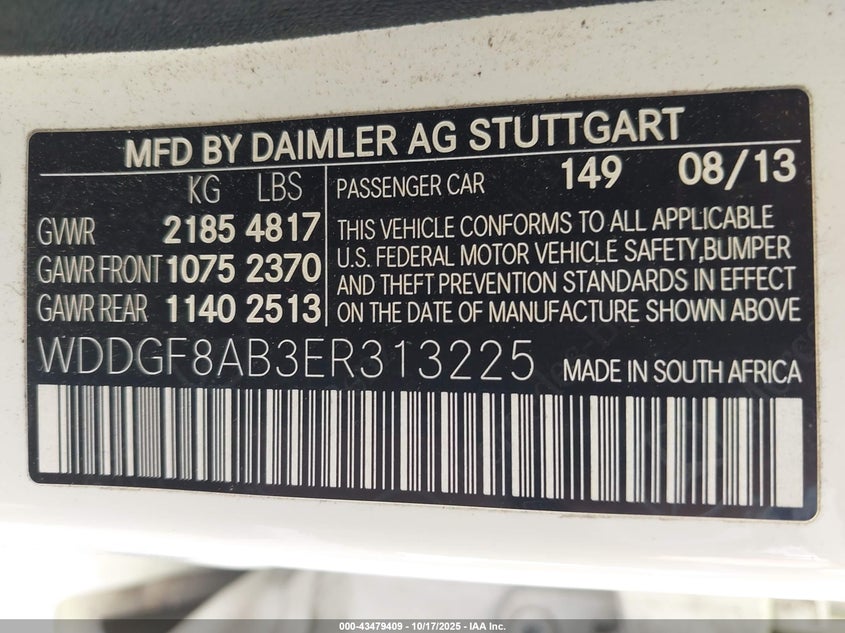 MFD BY DAIMLER AG STUTTGART
KG LBS
GVWR 2185 4817
GAWR FRONT 1075 2370
GAWR REAR 1140 2513
PASSENGER CAR 149 08/13
THIS VEHICLE CONFORMS TO ALL APPLICABLE
U.S. FEDERAL MOTOR VEHICLE SAFETY,BUMPER
AND THEFT PREVENTION STANDARDS IN EFFECT
ON THE DATE OF MANUFACTURE SHOWN ABOVE
WDDGF8AB3ER313225 MADE IN SOUTH AFRICA
000-43479409 | 10/17/2025 - IAA Inc.